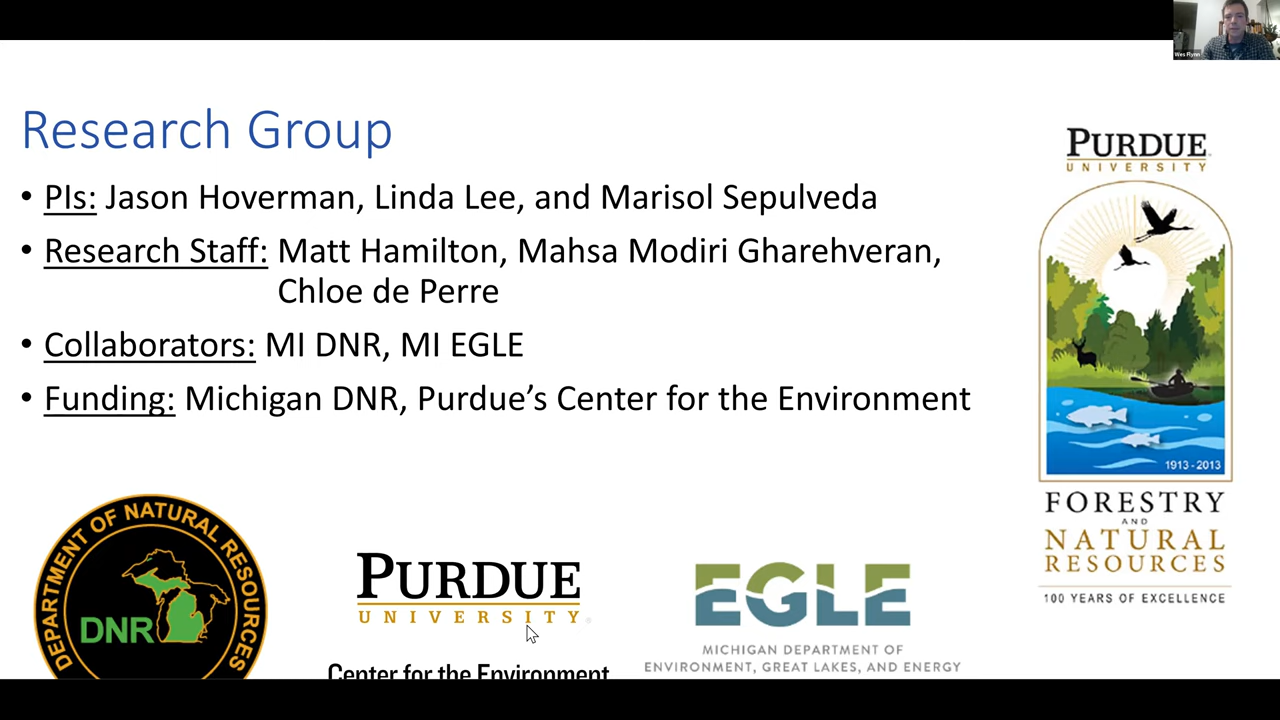 Wes Flynn
Research Group
• PIs: Jason Hoverman, Linda Lee, and Marisol Sepulveda
• Research Staff: Matt Hamilton, Mahsa Modiri Gharehveran,
Chloe de Perre
• Collaborators: MI DNR, MI EGLE
• Funding: Michigan DNR, Purdue's Center for the Environment
PURDUE
UNIVERSITY
1913 - 2013
FORESTRY
AND
NATURAL
RESOURCES
100 YEARS OF EXCELLENCE
DEPARTMENT OF NATURAL RESOURCES
DNR
PURDUE
UNIVERSITY
Center for the Environment
EGLE
MICHIGAN DEPARTMENT OF
ENVIRONMENT, GREAT LAKES, AND ENERGY